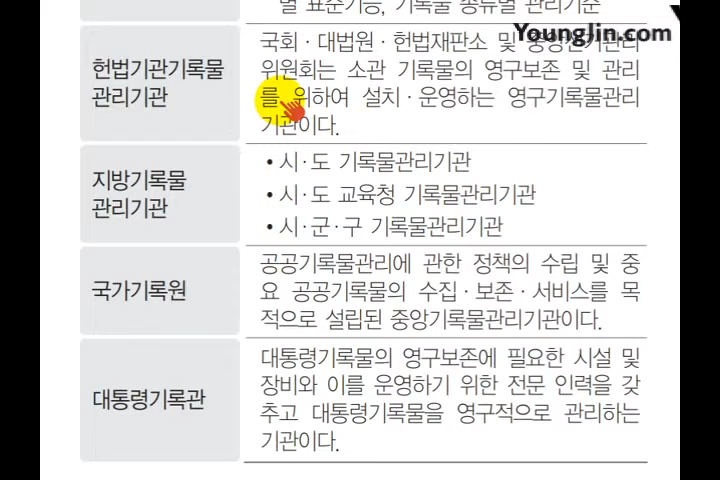 별 표준기능, 기록물 종류별 관리기준
Younglin.com
헌법기관기록물
관리기관
국회·대법원·헌법재판소 및 중앙선거관리
위원회는 소관 기록물의 영구보존 및 관리
를 위하여 설치·운영하는 영구기록물관리
기관이다.
지방기록물
관리기관
• 시·도 기록물관리기관
• 시·도 교육청 기록물관리기관
• 시·군·구 기록물관리기관
국가기록원
공공기록물관리에 관한 정책의 수립 및 중
요 공공기록물의 수집·보존·서비스를 목
적으로 설립된 중앙기록물관리기관이다.
대통령기록관
대통령기록물의 영구보존에 필요한 시설 및
장비와 이를 운영하기 위한 전문 인력을 갖
추고 대통령기록물을 영구적으로 관리하는
기관이다.